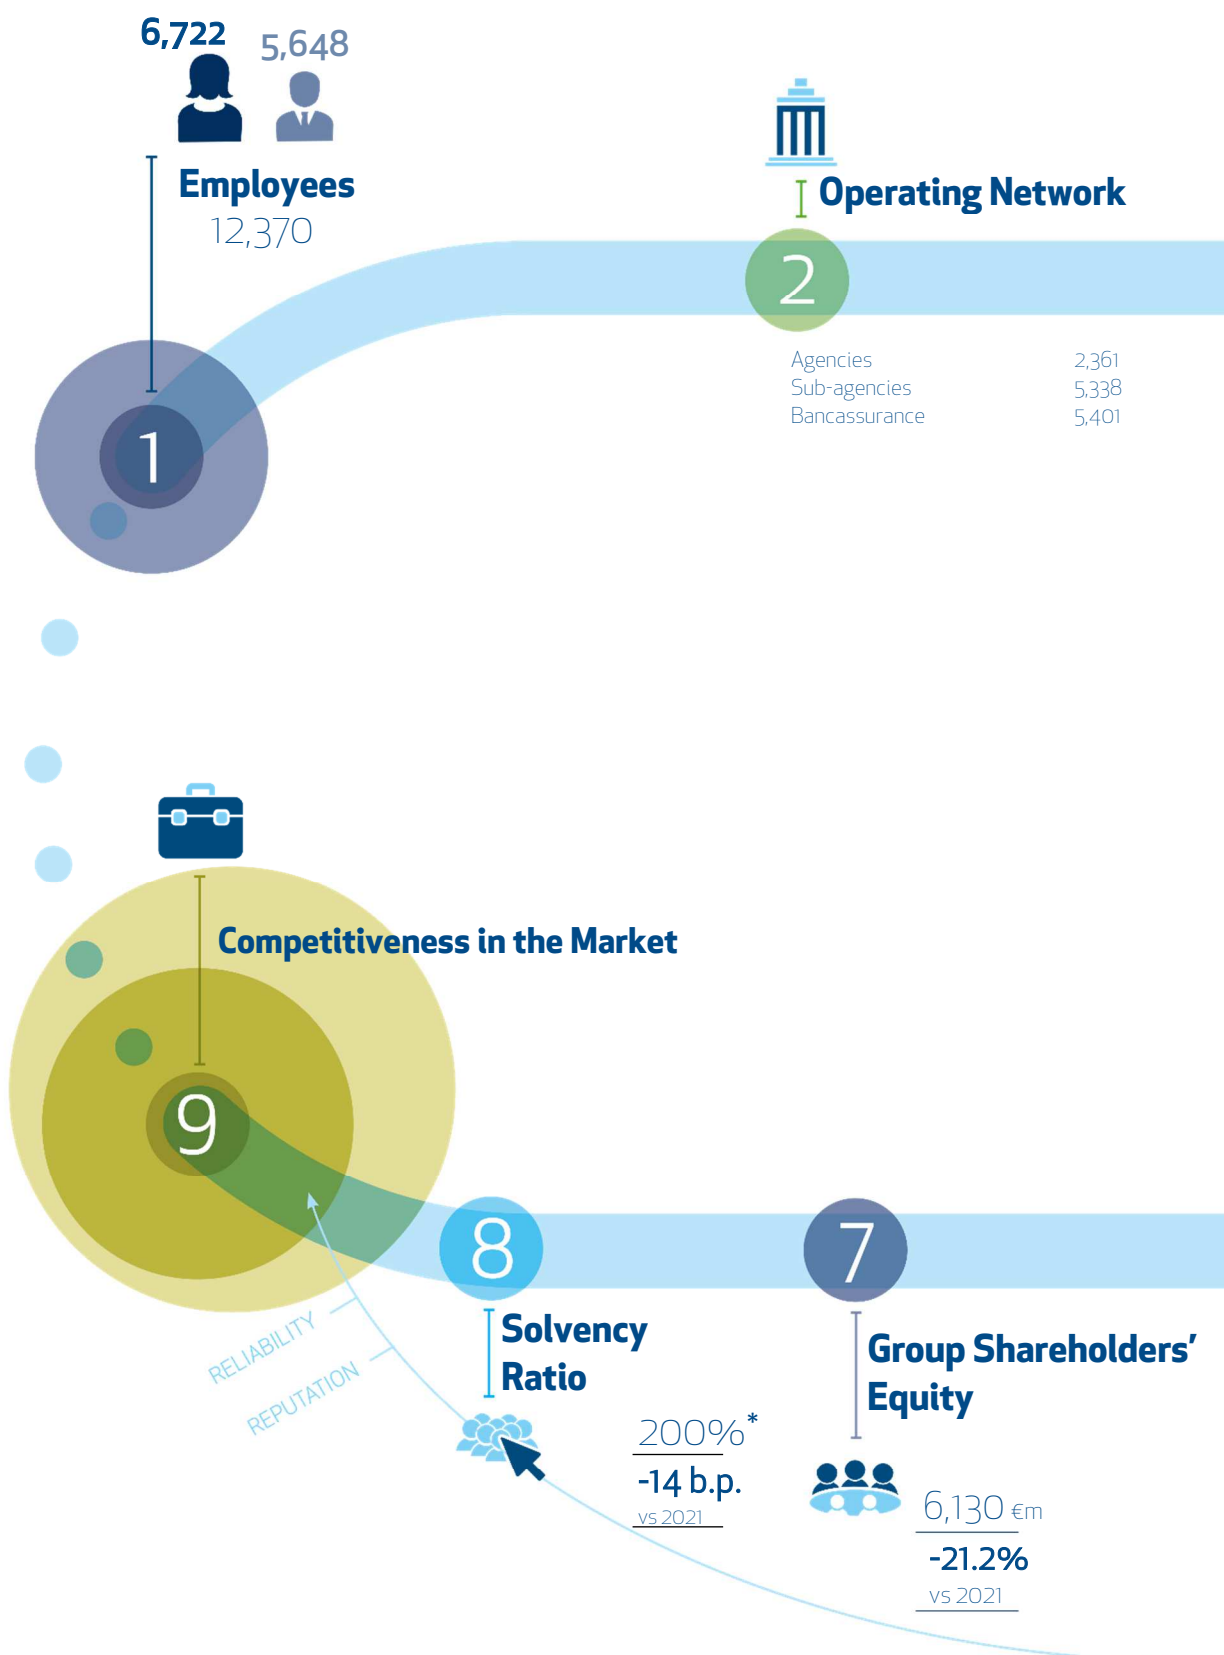 6,722
5,648
Employees
12,370
Operating Network
1
2
Agencies 2,361
Sub-agencies 5,338
Bancassurance 5,401
Competitiveness in the Market
9
8
7
RELIABILITY
REPUTATION
Solvency
Ratio
200%*
-14 b.p.
vs 2021
Group Shareholders’
Equity
6,130 €m
-21.2%
vs 2021